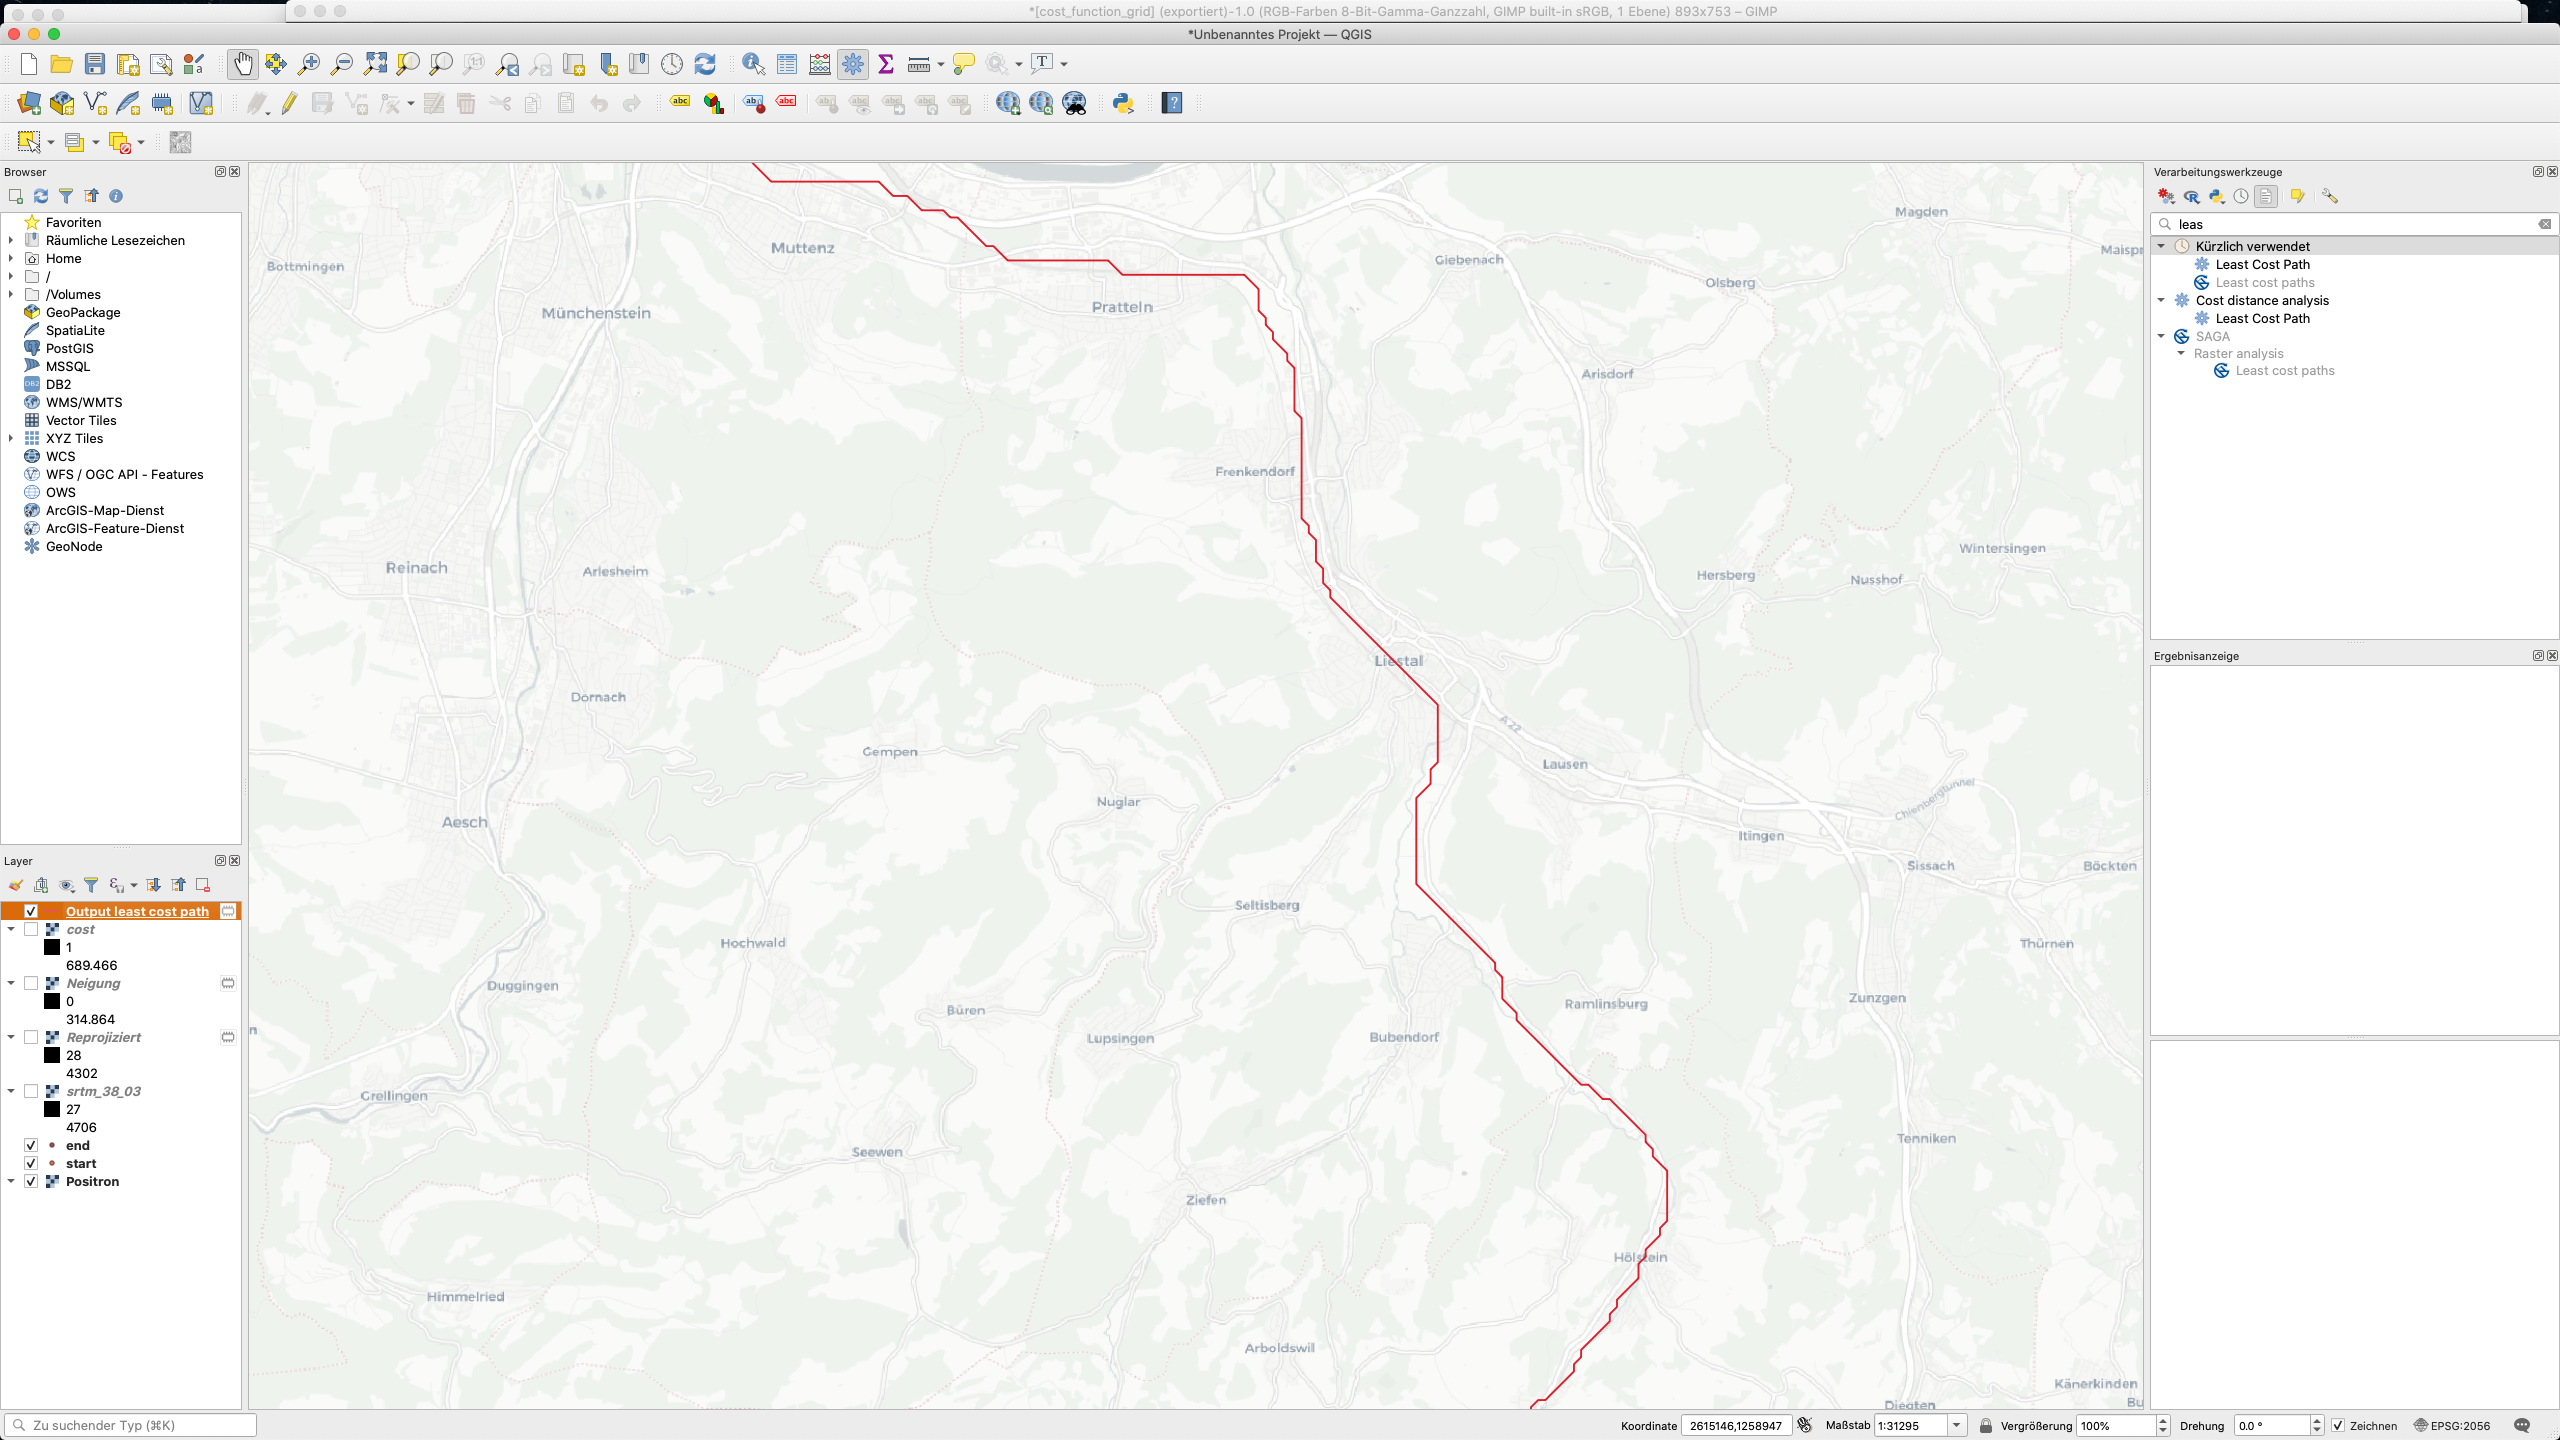 *[cost_function_grid] (exportiert)-1.0 (RGB-Farben 8-Bit-Gamma-Ganzzahl, GIMP built-in sRGB, 1 Ebene) 893x753 – GIMP
*Unbenanntes Projekt — QGIS
Browser
Favoriten
Räumliche Lesezeichen
Home
/
/Volumes
GeoPackage
SpatiaLite
PostGIS
MSSQL
DB2
WMS/WMTS
Vector Tiles
XYZ Tiles
WCS
WFS / OGC API - Features
OWS
ArcGIS-Map-Dienst
ArcGIS-Feature-Dienst
GeoNode
Layer
Output least cost path
cost
1
689.466
Neigung
0
314.864
Reprojiziert
28
4302
srtm_38_03
27
4706
end
start
Positron
Magden
Muttenz
Maispr
Bottmingen
Giebenach
Olsberg
Pratteln
Münchenstein
Arisdorf
Frenkendorf
Wintersingen
Reinach
Arlesheim
Hersberg
Nusshof
Liestal
Dornach
A 22
Gempen
Lausen
Chienbergtunnel
Nuglar
Aesch
Itingen
Sissach
Böckten
Seltisberg
Hochwald
Thürnen
Duggingen
Zunzgen
Ramlinsburg
Büren
n
Lupsingen
Bubendorf
Grellingen
Tenniken
Seewen
Ziefen
Hölstein
Himmelried
Arboldswil
Känerkinden
Diegten
Bu
Verarbeitungswerkzeuge
leas
Kürzlich verwendet
Least Cost Path
Least cost paths
Cost distance analysis
Least Cost Path
SAGA
Raster analysis
Least cost paths
Ergebnisanzeige
Zu suchender Typ (⌘K)
Koordinate 2615146,1258947 Maßstab 1:31295 Vergrößerung 100% Drehung 0.0 ° Zeichnen EPSG:2056